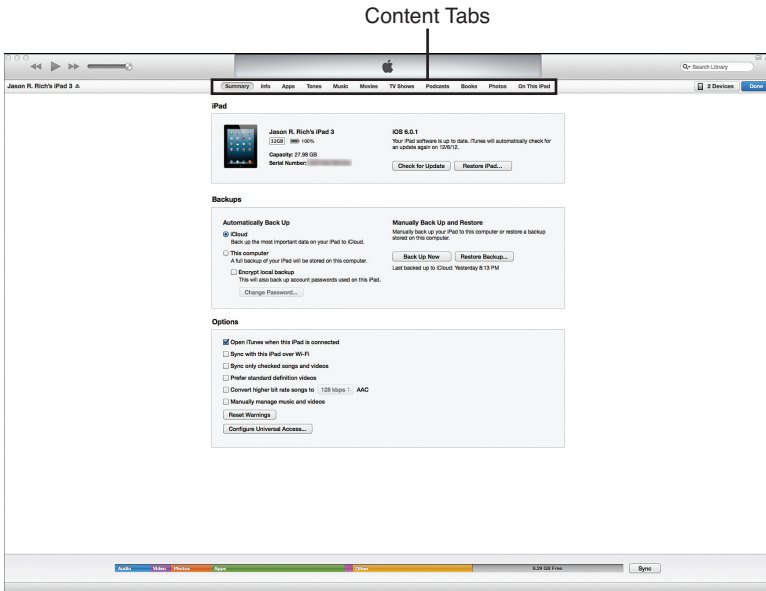 Content Tabs
Search Library
Jason R. Rich's iPad 3
Summary Info Apps Tones Music Movies TV Shows Podcasts Books Photos On This iPad
2 Devices Done
iPad
Jason R. Rich's iPad 3
32GB 100%
Capacity: 27.98 GB
Serial Number:
iOS 6.0.1
Your iPad software is up to date. iTunes will automatically check for
an update again on 12/6/12.
Check for Update Restore iPad...
Backups
Automatically Back Up
iCloud
Back up the most important data on your iPad to iCloud.
This computer
A full backup of your iPad will be stored on this computer.
Encrypt local backup
This will also back up account passwords used on this iPad.
Change Password...
Manually Back Up and Restore
Manually back up your iPad to this computer or restore a backup
stored on this computer.
Back Up Now Restore Backup...
Last backed up to iCloud: Yesterday 8:13 PM
Options
Open iTunes when this iPad is connected
Sync with this iPad over Wi-Fi
Sync only checked songs and videos
Prefer standard definition videos
Convert higher bit rate songs to 128 kbps AAC
Manually manage music and videos
Reset Warnings
Configure Universal Access...
Audio Video Photos Apps Other 8.29 GB Free Sync